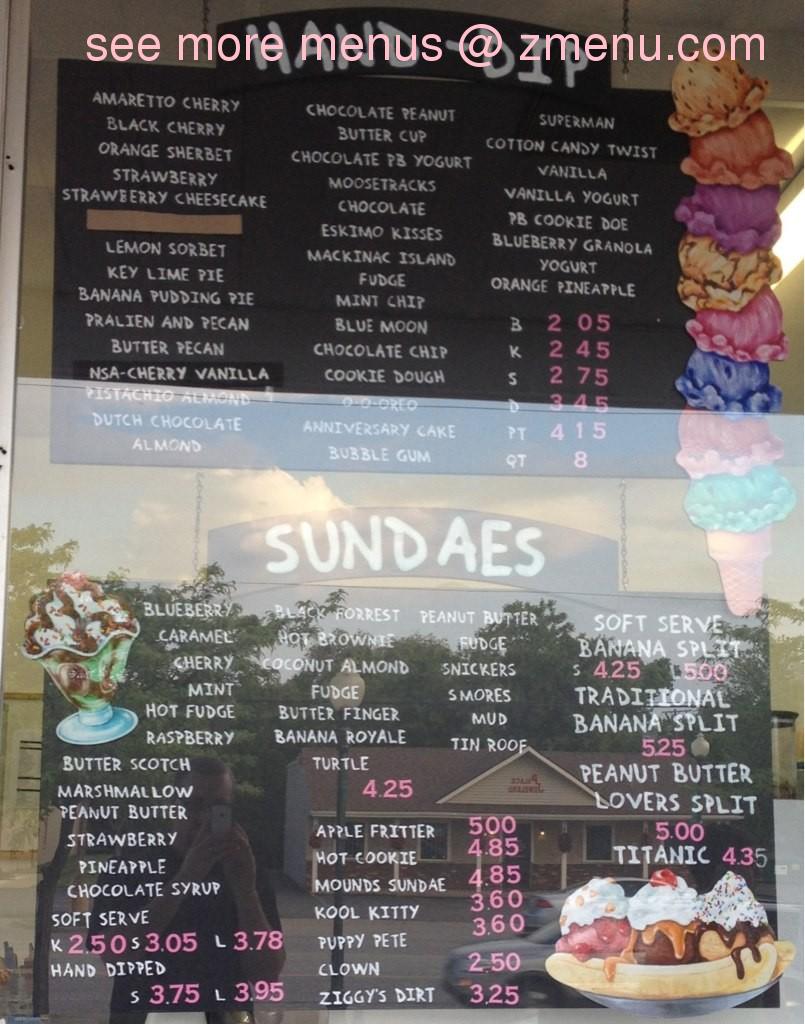 see more menus @ zmenu.com
HAND-DIP
AMARETTO CHERRY
BLACK CHERRY
ORANGE SHERBET
STRAWBERRY
STRAWBERRY CHEESECAKE
LEMON SORBET
KEY LIME PIE
BANANA PUDDING PIE
PRALIEN AND PECAN
BUTTER PECAN
NSA-CHERRY VANILLA
PISTACHIO ALMOND
DUTCH CHOCOLATE
ALMOND
CHOCOLATE PEANUT
BUTTER CUP
CHOCOLATE PB YOGURT
MOOSETRACKS
CHOCOLATE
ESKIMO KISSES
MACKINAC ISLAND
FUDGE
MINT CHIP
BLUE MOON
CHOCOLATE CHIP
COOKIE DOUGH
O-O-OREO
ANNIVERSARY CAKE
BUBBLE GUM
SUPERMAN
COTTON CANDY TWIST
VANILLA
VANILLA YOGURT
PB COOKIE DOE
BLUEBERRY GRANOLA
YOGURT
ORANGE PINEAPPLE
B 2 05
K 2 45
S 2 75
D 3 45
PT 4 15
QT 8
SUNDAES
BLUEBERRY
CARAMEL
CHERRY
MINT
HOT FUDGE
RASPBERRY
BUTTER SCOTCH
MARSHMALLOW
PEANUT BUTTER
STRAWBERRY
PINEAPPLE
CHOCOLATE SYRUP
SOFT SERVE
K 2.50 S 3.05 L 3.78
HAND DIPPED
S 3.75 L 3.95
BLACK FORREST
HOT BROWNIE
COCONUT ALMOND
FUDGE
BUTTER FINGER
BANANA ROYALE
TURTLE
PEANUT BUTTER
FUDGE
SNICKERS
SMORES
MUD
TIN ROOF
4.25
APPLE FRITTER 5.00
HOT COOKIE 4.85
MOUNDS SUNDAE 4.85
KOOL KITTY 3.60
PUPPY PETE 3.60
CLOWN 2.50
ZIGGY'S DIRT 3.25
SOFT SERVE
BANANA SPLIT
S 4.25 L 5.00
TRADITIONAL
BANANA SPLIT
5.25
PEANUT BUTTER
LOVERS SPLIT
5.00
TITANIC 4.35